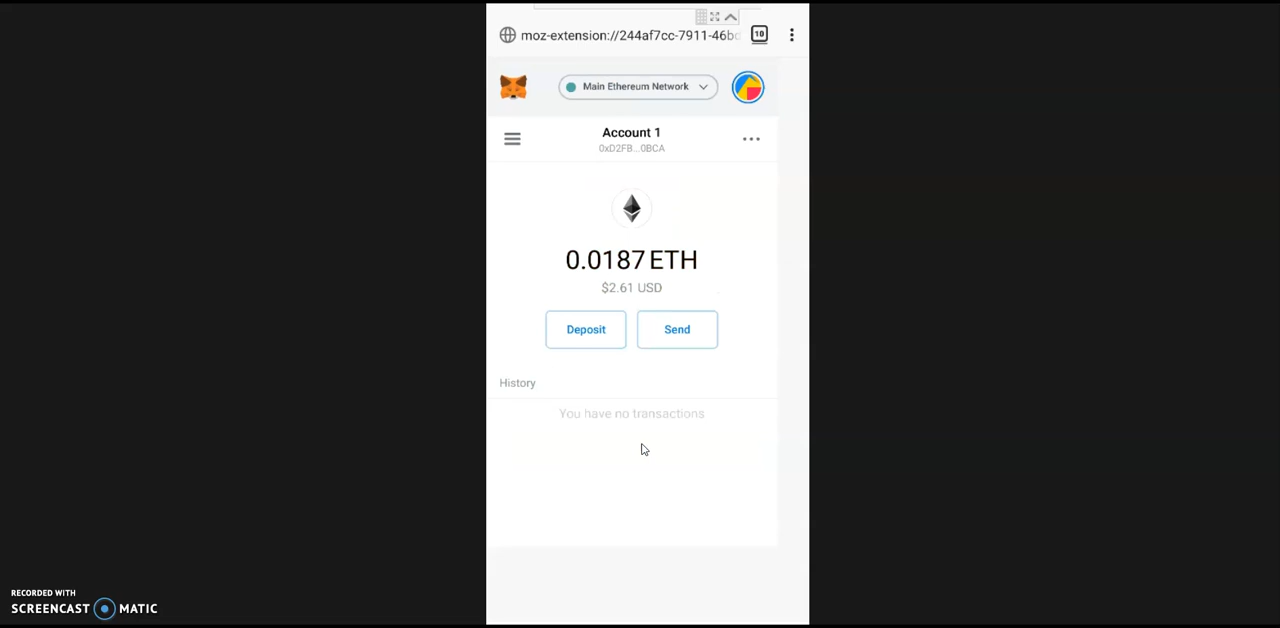 moz-extension://244af7cc-7911-46bd
10
Main Ethereum Network
Account 1
0xD2FB...0BCA
0.0187 ETH
$2.61 USD
Deposit
Send
History
You have no transactions
RECORDED WITH
SCREENCAST MATIC